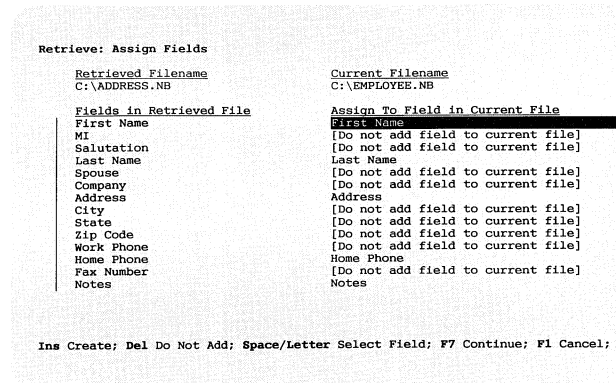 Retrieve: Assign Fields
Retrieved Filename Current Filename
C:\ADDRESS.NB C:\EMPLOYEE.NB
Fields in Retrieved File Assign To Field in Current File
First Name First Name
MI [Do not add field to current file]
Salutation [Do not add field to current file]
Last Name Last Name
Spouse [Do not add field to current file]
Company [Do not add field to current file]
Address Address
City [Do not add field to current file]
State [Do not add field to current file]
Zip Code [Do not add field to current file]
Work Phone [Do not add field to current file]
Home Phone Home Phone
Fax Number [Do not add field to current file]
Notes Notes
Ins Create; Del Do Not Add; Space/Letter Select Field; F7 Continue; F1 Cancel;